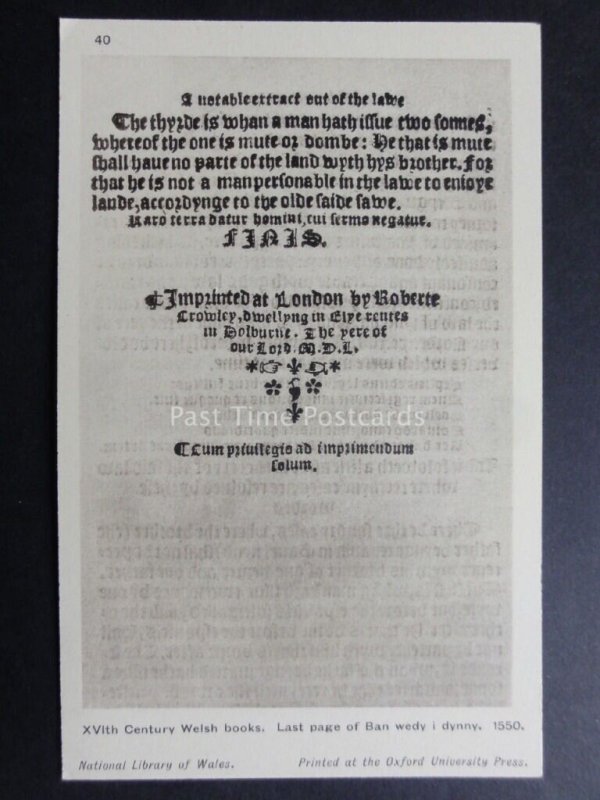 40
A notable extract out of the lawe
The thyrde is whan a man hath issue two sonnes,
whereof the one is mute or dombe: He that is mute
shall haue no parte of the land wyth hys brother. For
that he is not a man personable in the lawe to enioye
lande, accordynge to the olde saide sawe.
Raro terra datur homini, cui sermo negatur.
FINIS.
Imprinted at London by Roberte
Crowley, dwellyng in Elye rentes
in Holburne. The yere of
our Lord. M.D.L.
Past Time Postcards
Cum priuilegio ad imprimendum
solum.
XVIth Century Welsh books. Last page of Ban wedy i dynny. 1550.
National Library of Wales. Printed at the Oxford University Press.